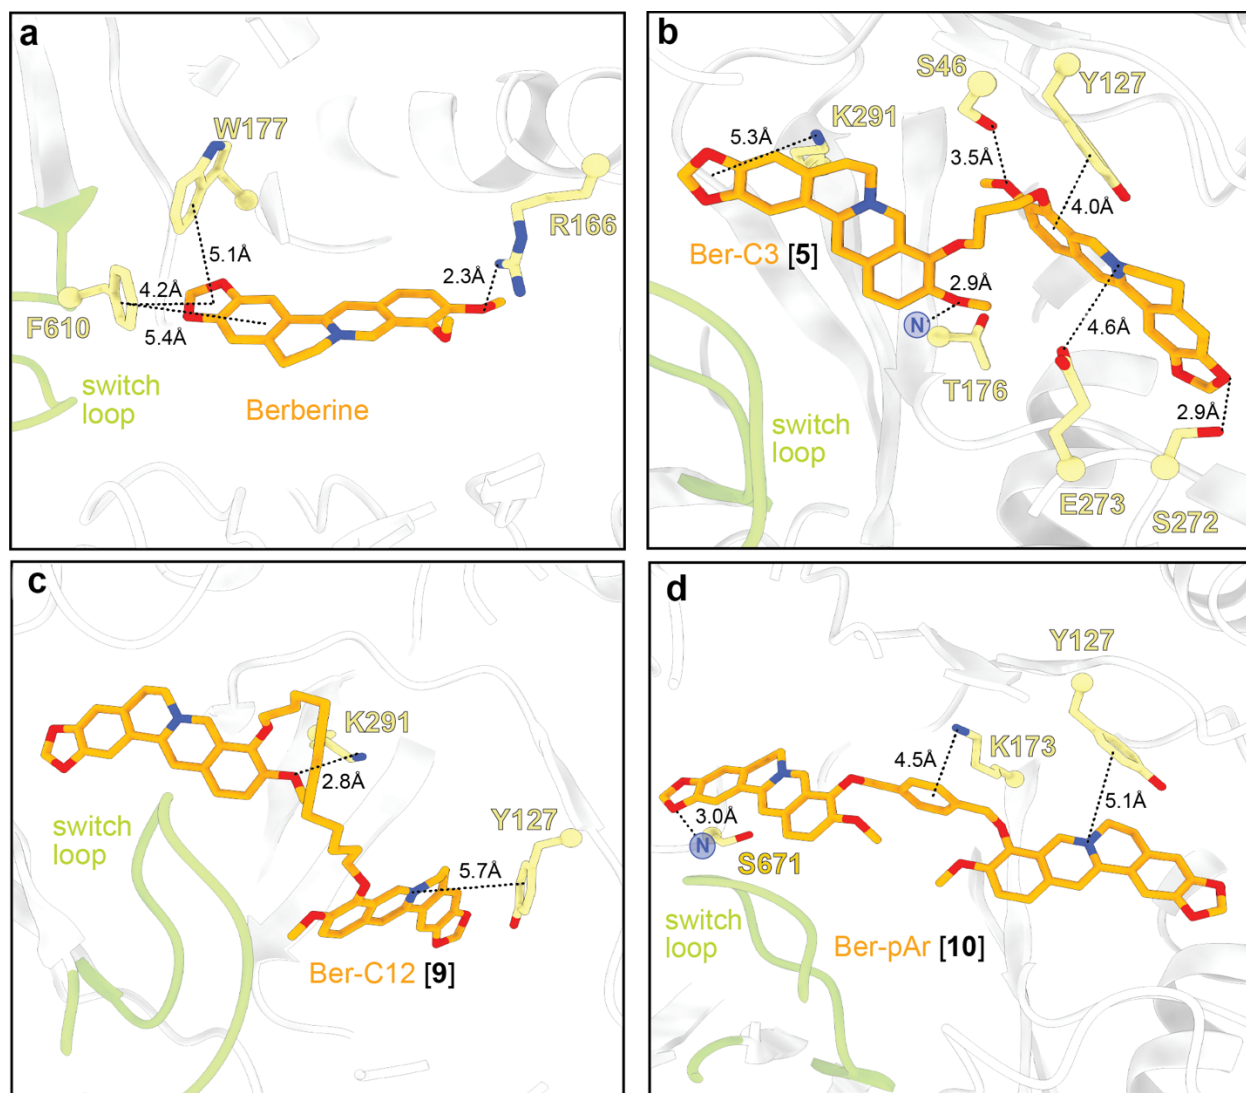 a
W177
R166
5.1Å
2.3Å
4.2Å
F610
5.4Å
switch
loop
Berberine
b
S46
Y127
K291
5.3Å
3.5Å
4.0Å
Ber-C3 [5]
2.9Å
N
4.6Å
T176
switch
loop
2.9Å
E273
S272
c
K291
2.8Å
switch
loop
Y127
5.7Å
Ber-C12 [9]
d
Y127
4.5Å
K173
5.1Å
3.0Å
N
S671
switch
loop
Ber-pAr [10]